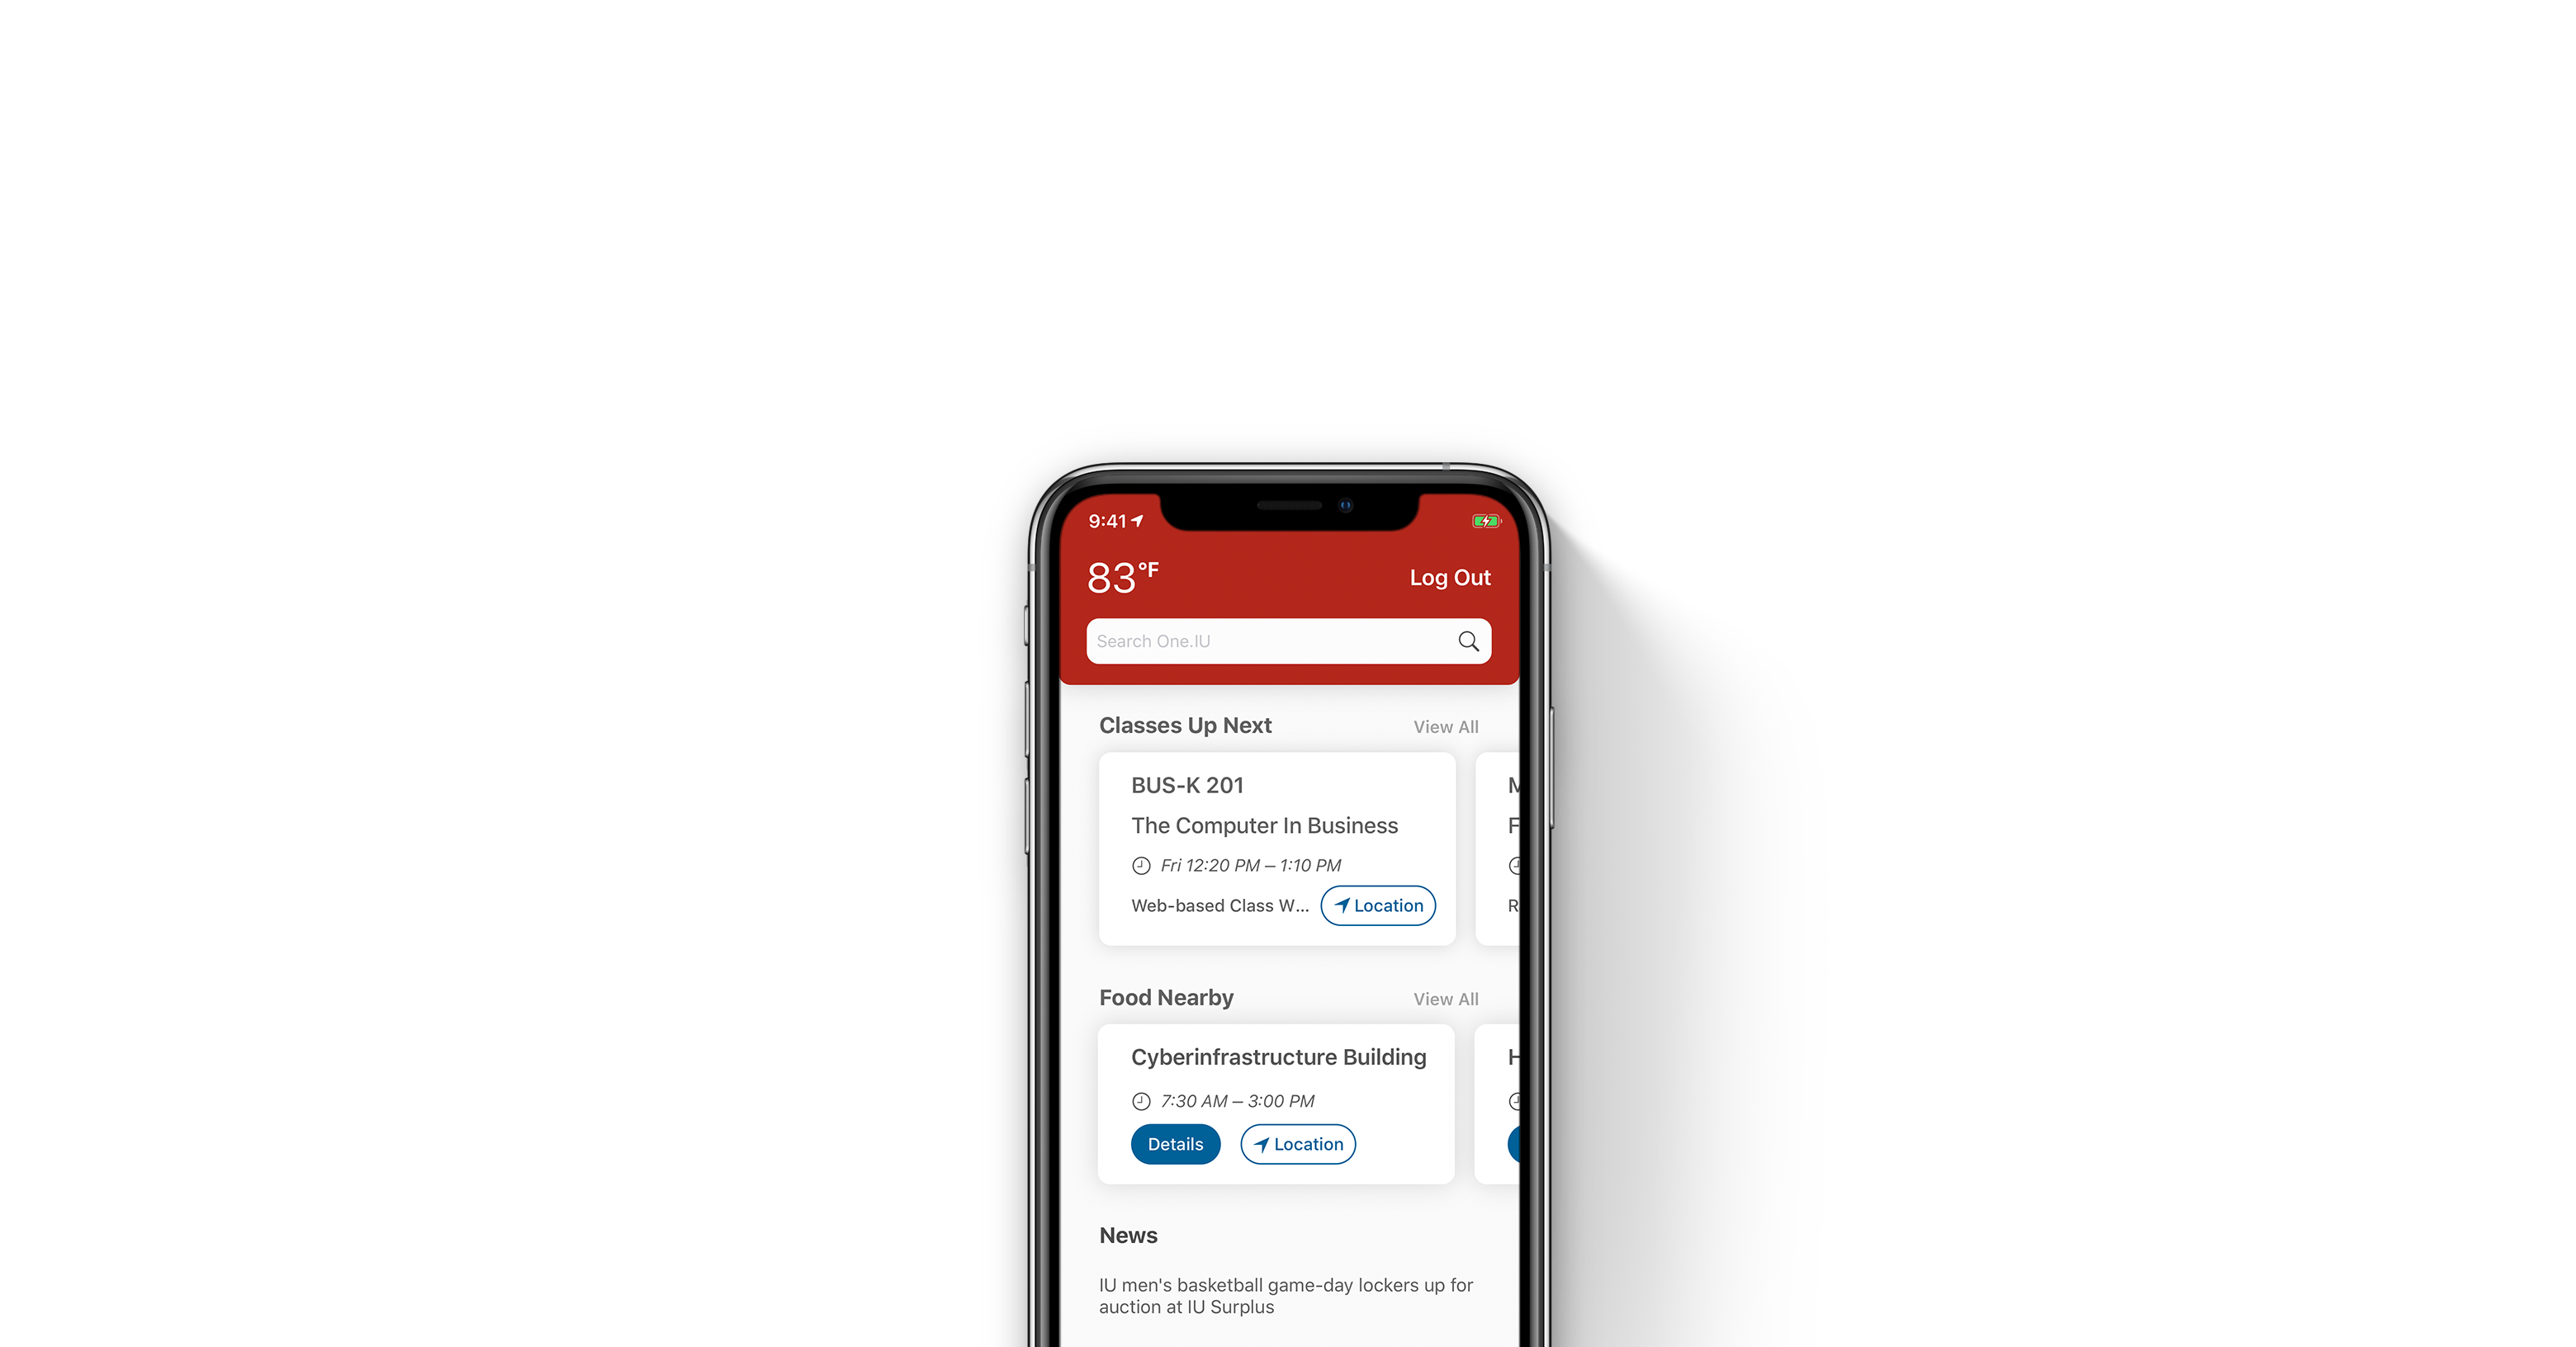 9:41
83°F
Log Out
Search One.IU
Classes Up Next
View All
BUS-K 201
The Computer In Business
Fri 12:20 PM – 1:10 PM
Web-based Class W...
Location
Food Nearby
View All
Cyberinfrastructure Building
7:30 AM – 3:00 PM
Details
Location
News
IU men's basketball game-day lockers up for
auction at IU Surplus